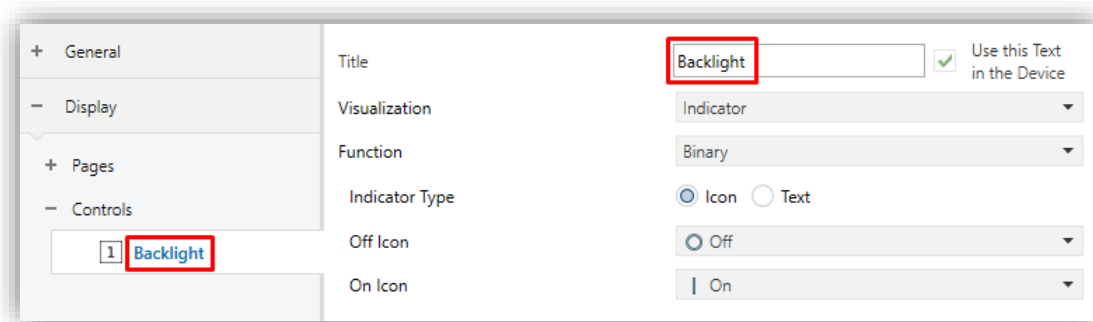 General
Display
Pages
Controls
1 Backlight
Title Backlight Use this Text
in the Device
Visualization Indicator
Function Binary
Indicator Type Icon Text
Off Icon Off
On Icon On